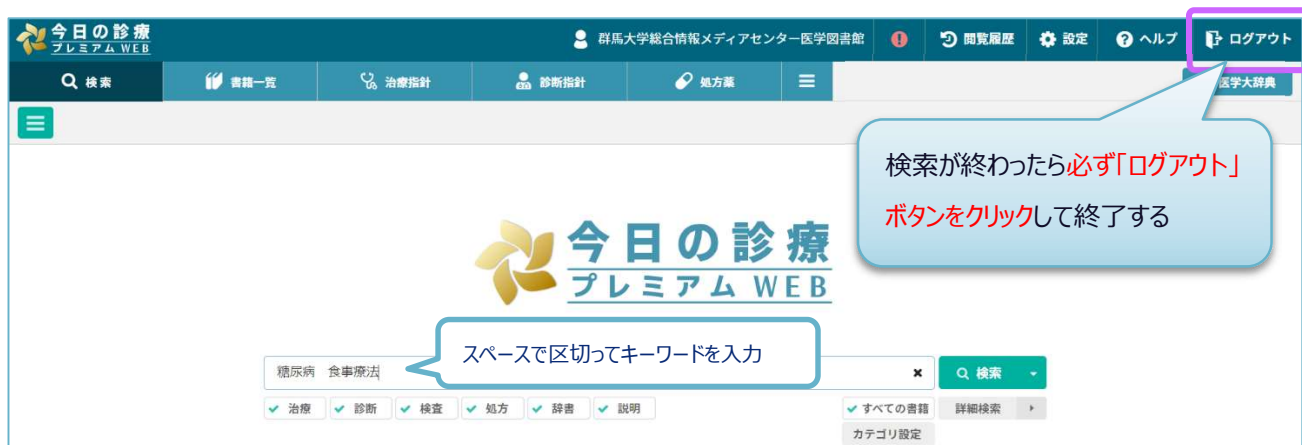 今日の診療
プレミアム WEB
群馬大学総合情報メディアセンター医学図書館
閲覧履歴
設定
ヘルプ
ログアウト
検索
書籍一覧
治療指針
診断指針
処方薬
医学大辞典
検索が終わったら必ず「ログアウト」
ボタンをクリックして終了する
今日の診療
プレミアム WEB
スペースで区切ってキーワードを入力
糖尿病　食事療法
検索
治療
診断
検査
処方
辞書
説明
すべての書籍
詳細検索
カテゴリ設定